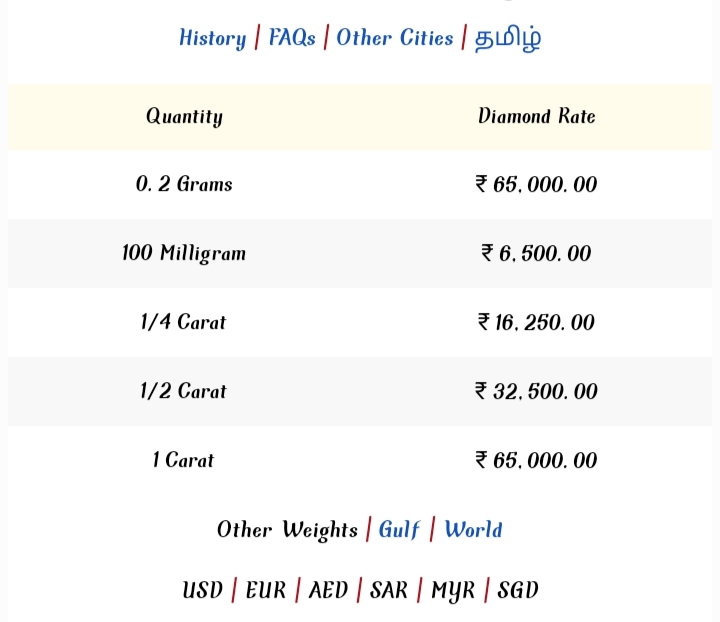 History | FAQs | Other Cities | தமிழ்
Quantity Diamond Rate
0.2 Grams ₹ 65,000.00
100 Milligram ₹ 6,500.00
1/4 Carat ₹ 16,250.00
1/2 Carat ₹ 32,500.00
1 Carat ₹ 65,000.00
Other Weights | Gulf | World
USD | EUR | AED | SAR | MYR | SGD